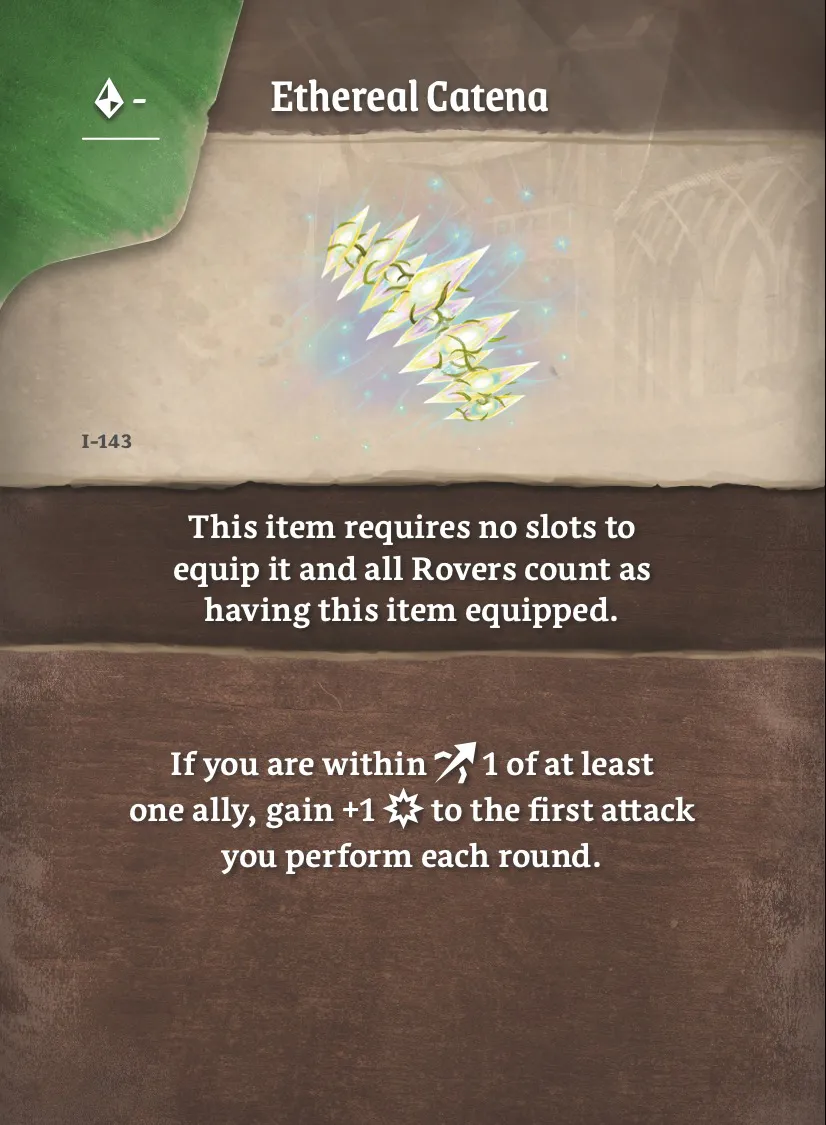 -
Ethereal Catena
I-143
This item requires no slots to
equip it and all Rovers count as
having this item equipped.
If you are within 1 of at least
one ally, gain +1 to the first attack
you perform each round.